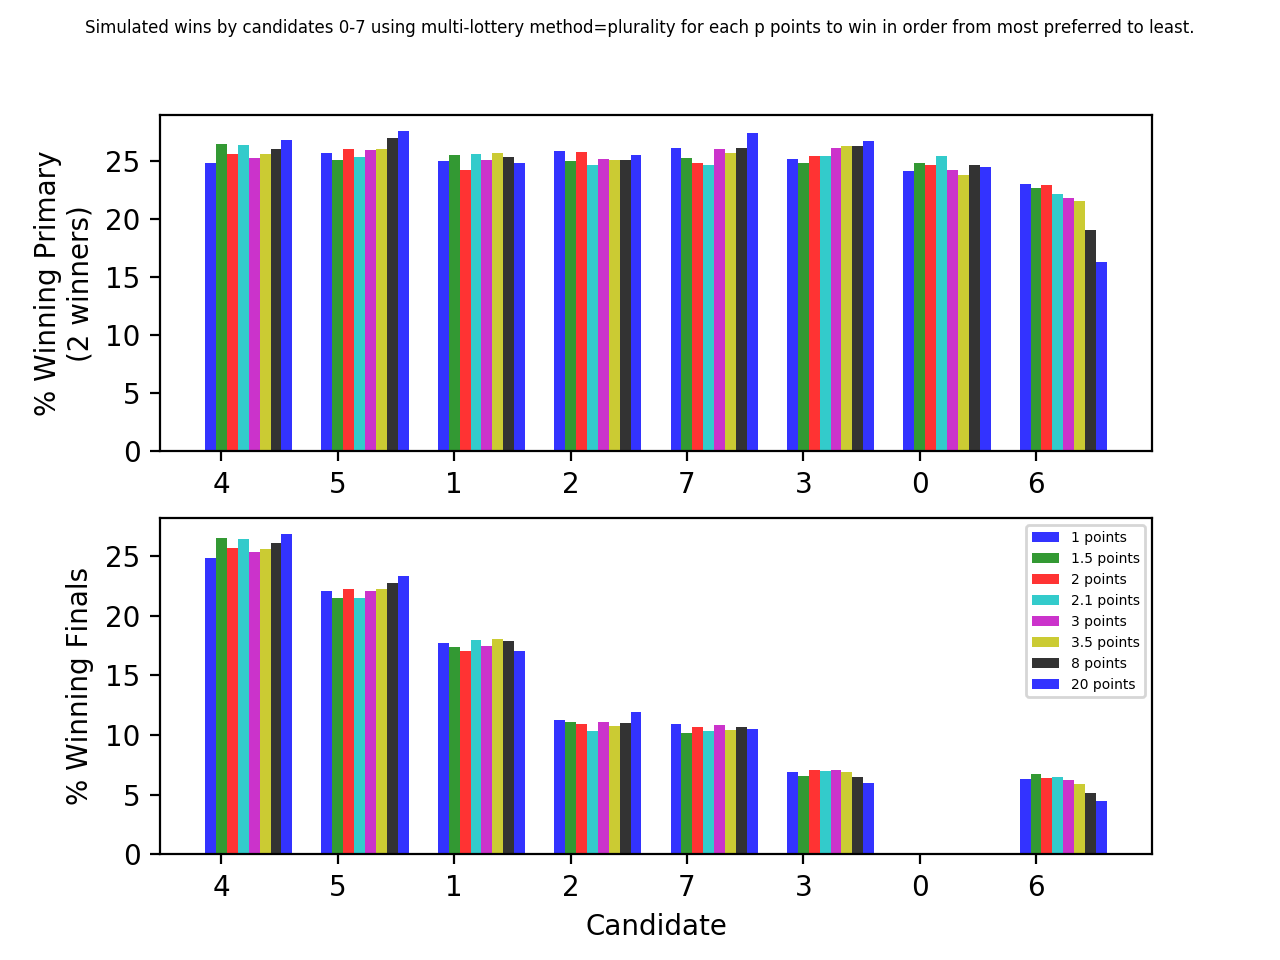 Simulated wins by candidates 0-7 using multi-lottery method=plurality for each p points to win in order from most preferred to least.
% Winning Primary
(2 winners)
25
20
15
10
5
0
4 5 1 2 7 3 0 6
% Winning Finals
25
20
15
10
5
0
1 points
1.5 points
2 points
2.1 points
3 points
3.5 points
8 points
20 points
4 5 1 2 7 3 0 6
Candidate